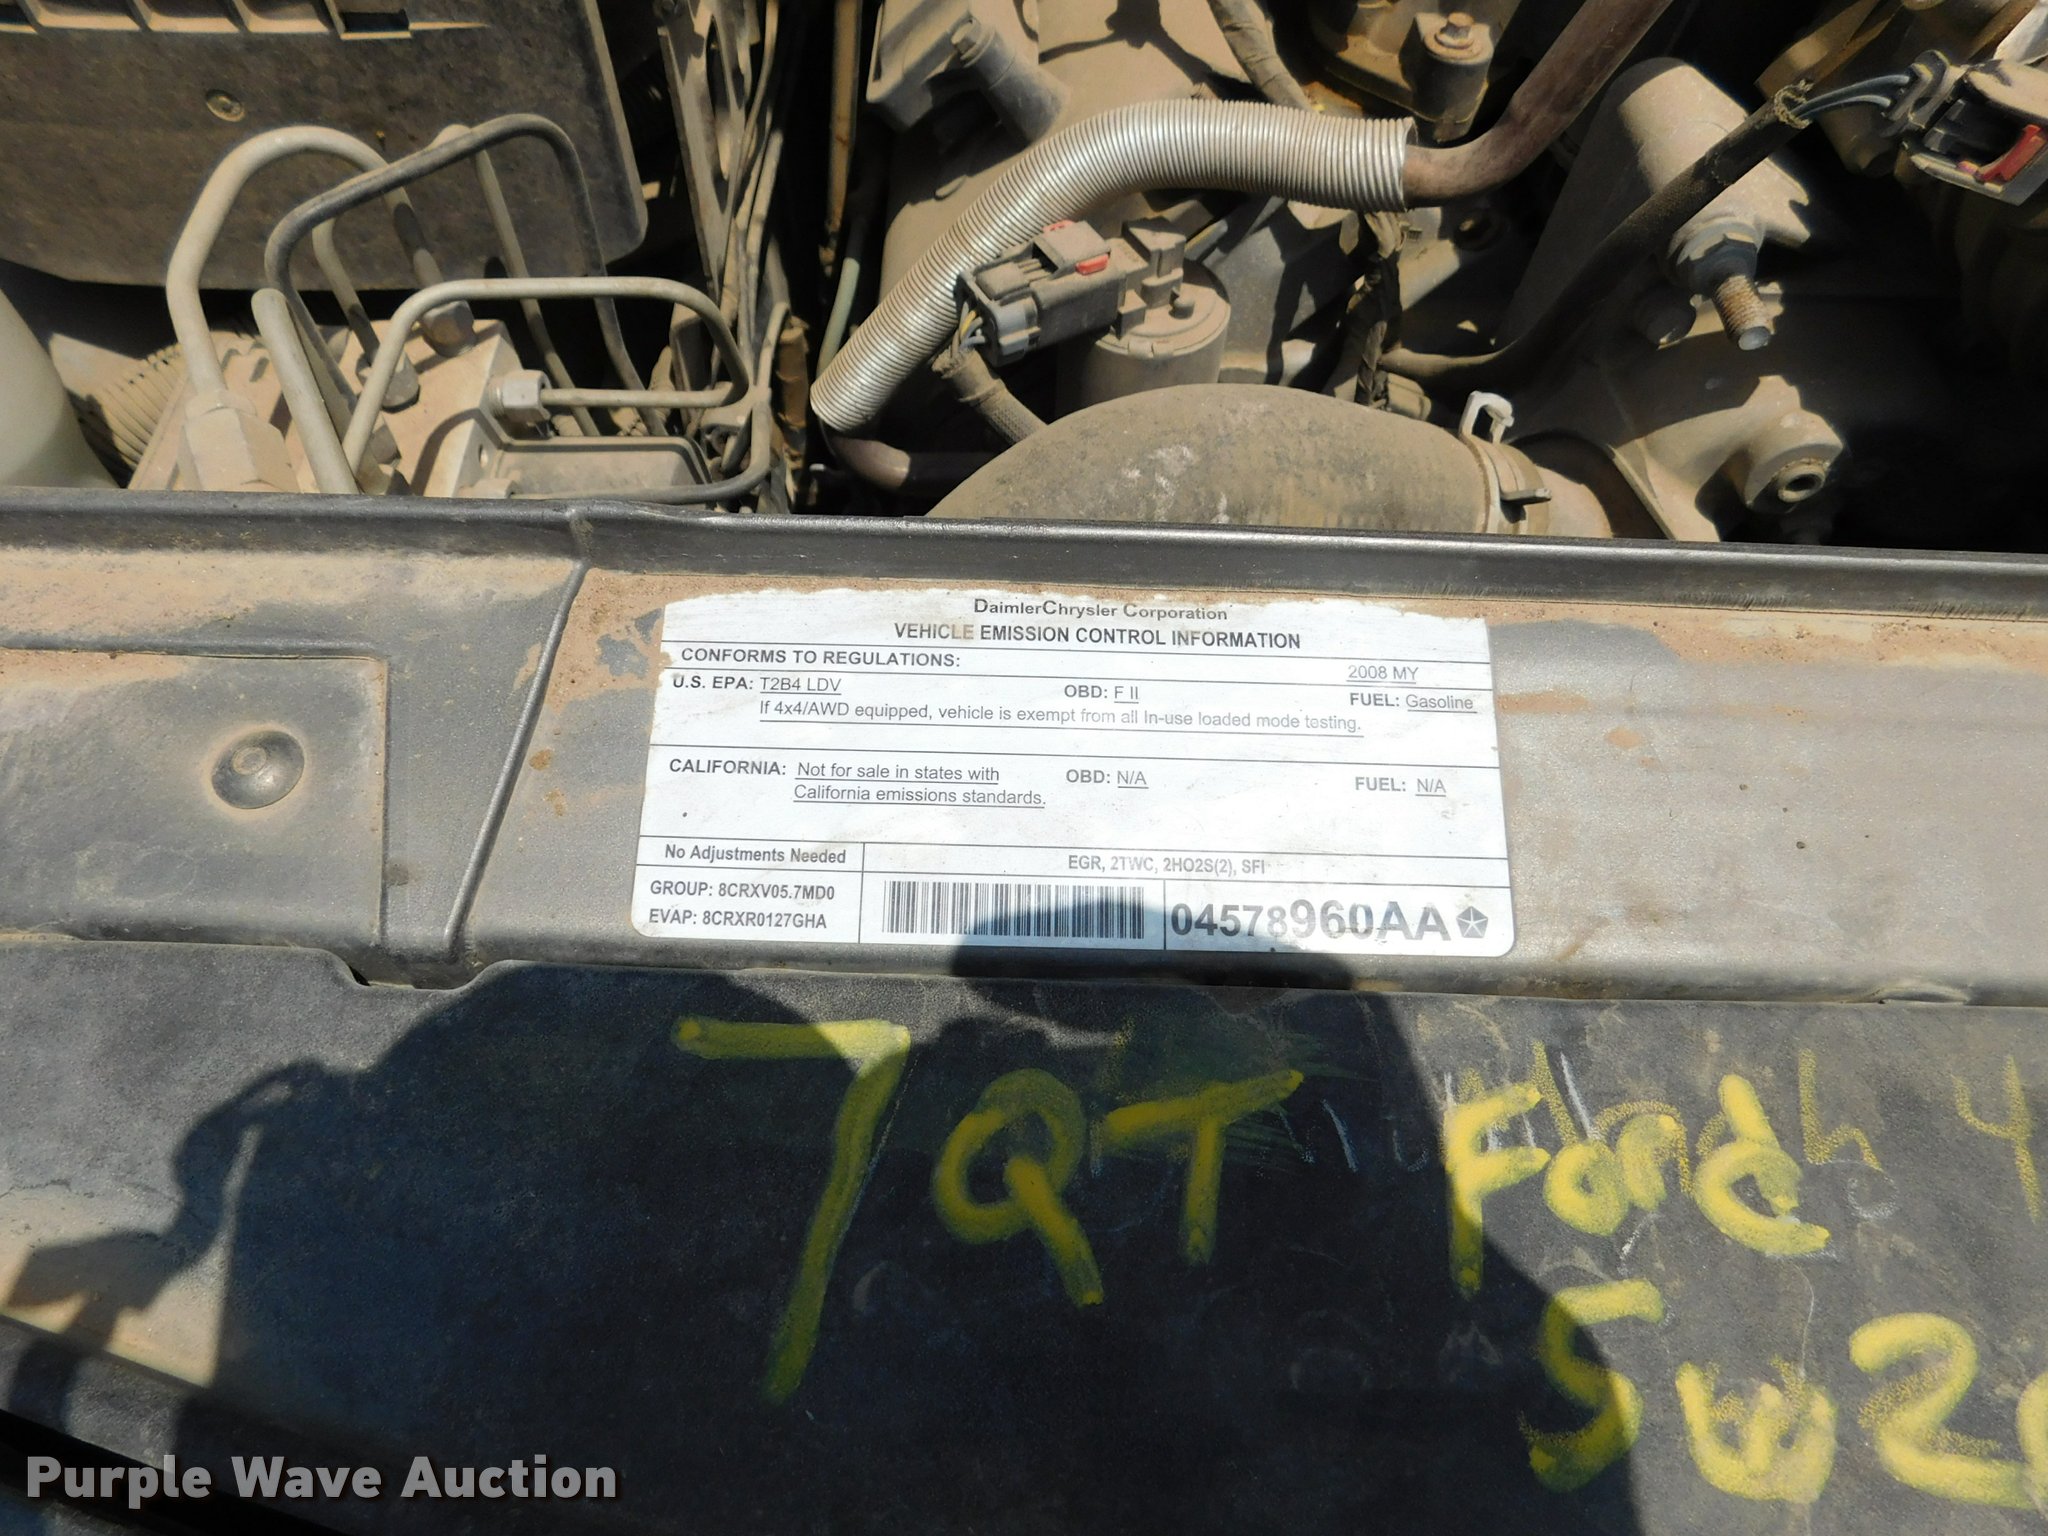 DaimlerChrysler Corporation
VEHICLE EMISSION CONTROL INFORMATION
CONFORMS TO REGULATIONS: 2008 MY
U.S. EPA: T2B4 LDV OBD: F II FUEL: Gasoline
If 4x4/AWD equipped, vehicle is exempt from all In-use loaded mode testing.
CALIFORNIA: Not for sale in states with OBD: N/A FUEL: N/A
California emissions standards.
No Adjustments Needed EGR, 2TWC, 2HO2S(2), SFI
GROUP: 8CRXV05.7MD0
EVAP: 8CRXR0127GHA
04578960AA
7 QT Ford
5w20
Purple Wave Auction